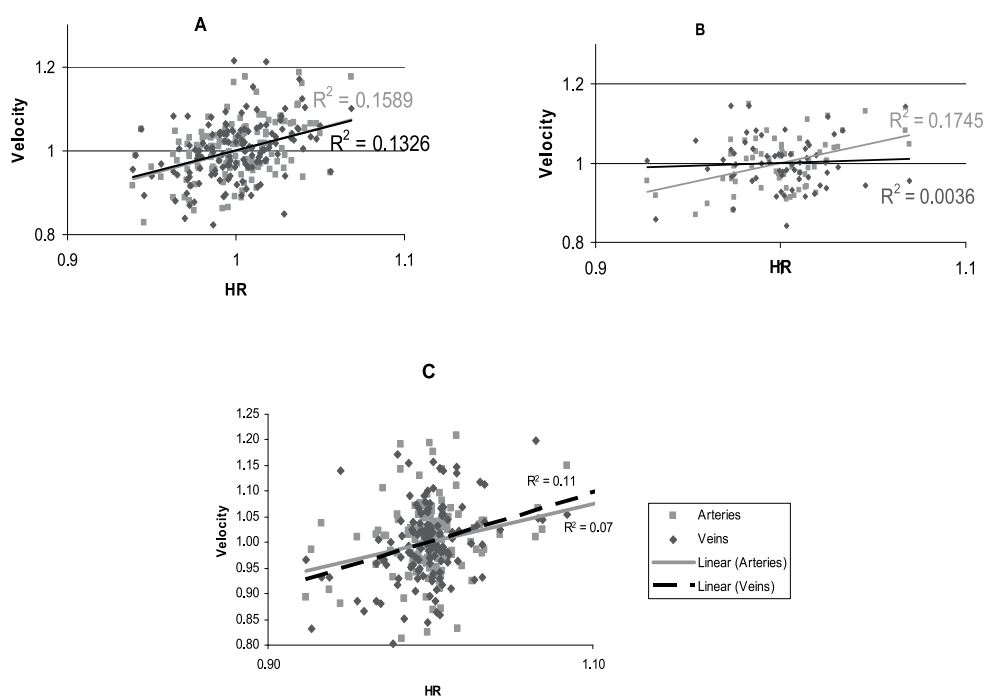 A
Velocity
1.2
1
0.8
R² = 0.1589
R² = 0.1326
0.9
1
1.1
HR
B
Velocity
1.2
1
0.8
R² = 0.1745
R² = 0.0036
0.9
1
1.1
HR
C
Velocity
1.25
1.20
1.15
1.10
1.05
1.00
0.95
0.90
0.85
0.80
R² = 0.11
R² = 0.07
0.90
1.10
HR
Arteries
Veins
Linear (Arteries)
Linear (Veins)